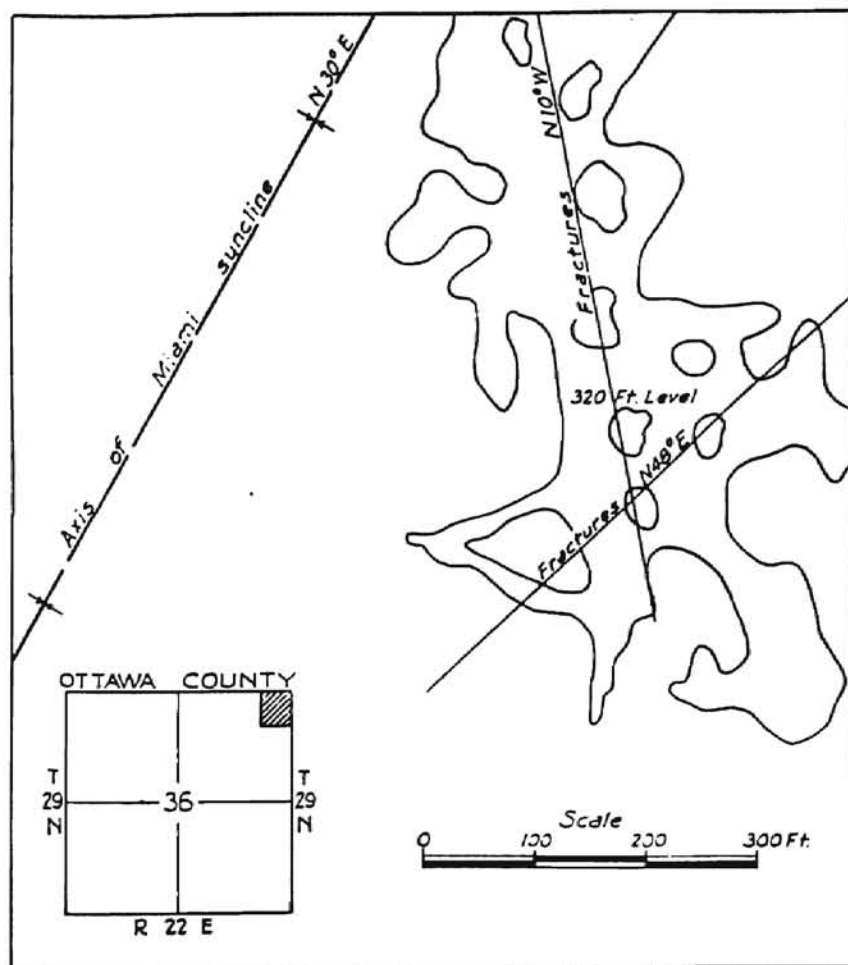 N 30° E
N10°W
Axis of Miami suncline
Fractures
320 Ft. Level
N48°E
Fractures
OTTAWA COUNTY
T
29
N
36
T
29
N
R 22 E
Scale
0 100 200 300 Ft.